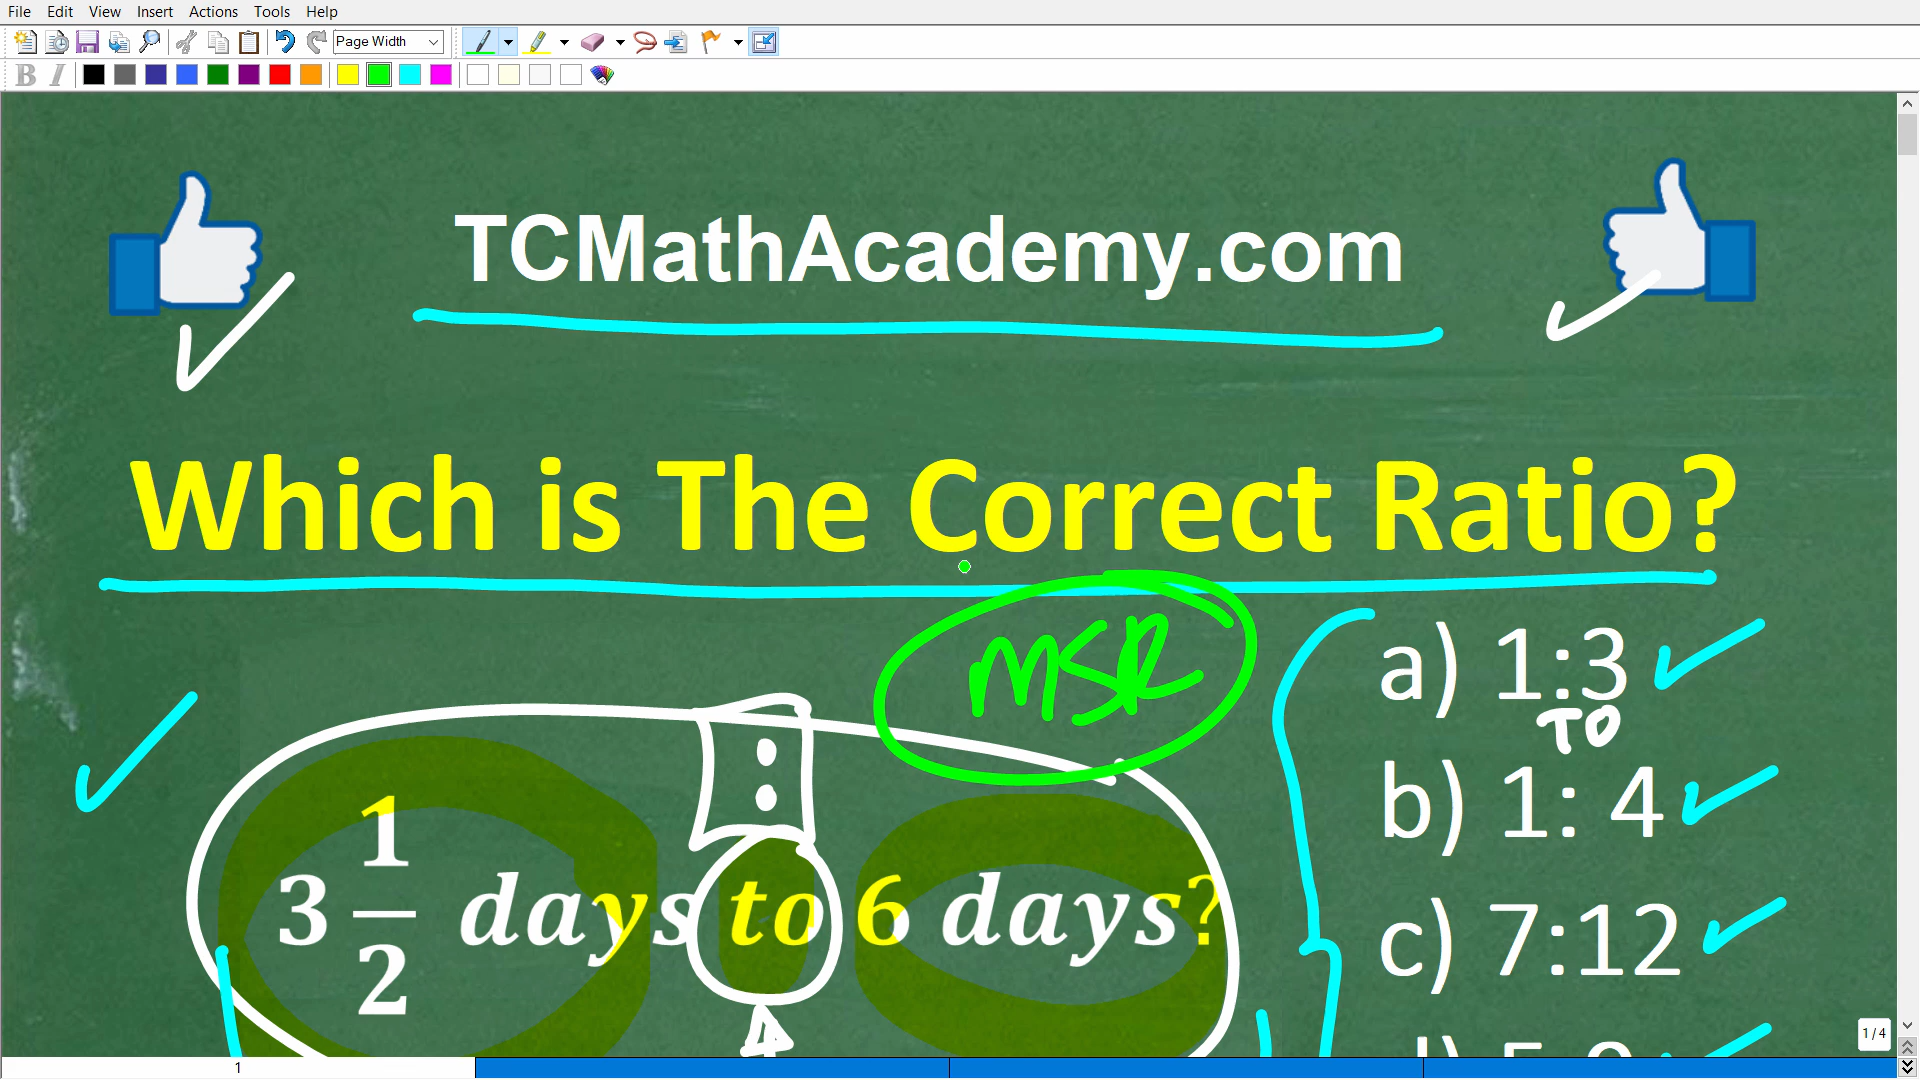 File Edit View Insert Actions Tools Help
Page Width
B I
TCMathAcademy.com
Which is The Correct Ratio?
MSR
a) 1:3
TO
b) 1: 4
:
3 1/2 days to 6 days?
c) 7:12
1 / 4
1